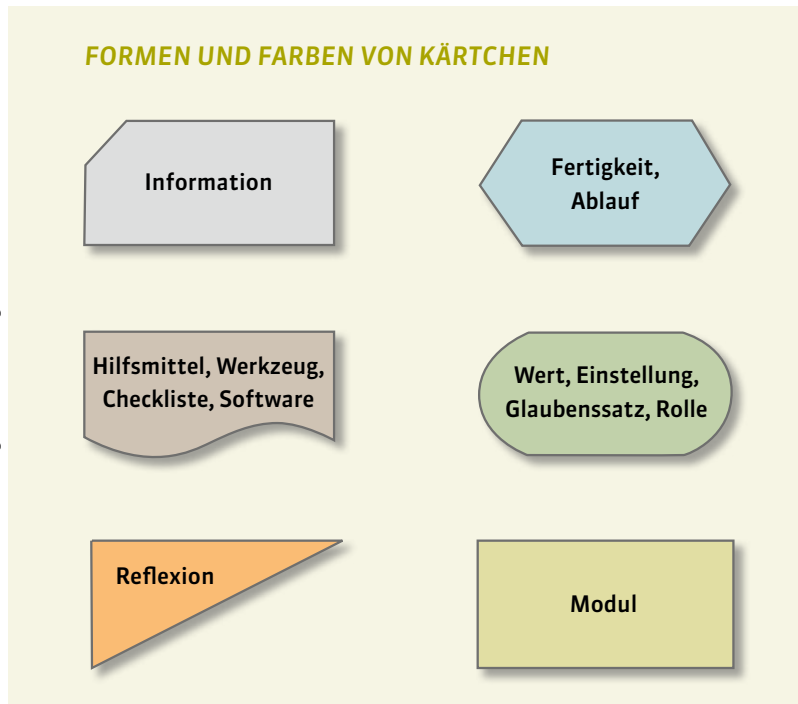 FORMEN UND FARBEN VON KÄRTCHEN
Information
Fertigkeit,
Ablauf
Hilfsmittel, Werkzeug,
Checkliste, Software
Wert, Einstellung,
Glaubenssatz, Rolle
Reflexion
Modul